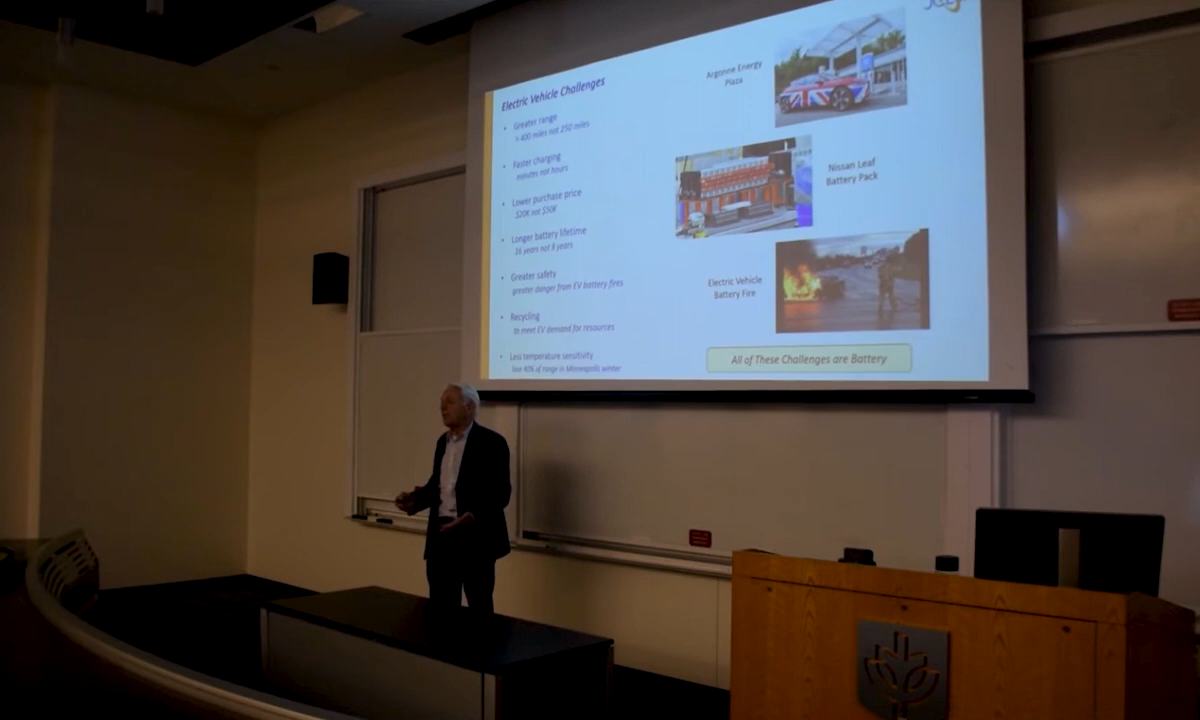 Electric Vehicle Challenges
• Greater range
> 400 miles not 250 miles
• Faster charging
minutes not hours
• Lower purchase price
$20K not $50K
• Longer battery lifetime
16 years not 8 years
• Greater safety
greater danger from EV battery fires
• Recycling
to meet EV demand for resources
• Less temperature sensitivity
lose 40% of range in Minneapolis winter
Argonne Energy
Plaza
Nissan Leaf
Battery Pack
Electric Vehicle
Battery Fire
All of These Challenges are Battery